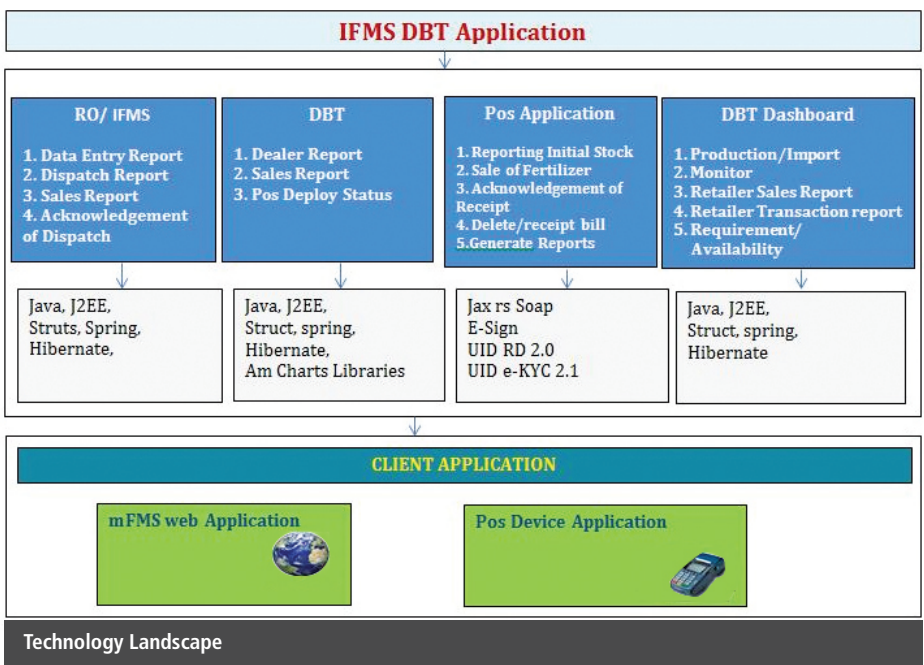 IFMS DBT Application
RO/ IFMS
1. Data Entry Report
2. Dispatch Report
3. Sales Report
4. Acknowledgement
of Dispatch
DBT
1. Dealer Report
2. Sales Report
3. Pos Deploy Status
Pos Application
1. Reporting Initial Stock
2. Sale of Fertilizer
3. Acknowledgement of
Receipt
4. Delete/receipt bill
5.Generate Reports
DBT Dashboard
1. Production/Import
2. Monitor
3. Retailer Sales Report
4. Retailer Transaction report
5. Requirement/
Availability
Java, J2EE,
Struts, Spring,
Hibernate,
Java, J2EE,
Struct, spring,
Hibernate,
Am Charts Libraries
Jax rs Soap
E-Sign
UID RD 2.0
UID e-KYC 2.1
Java, J2EE,
Struct, spring,
Hibernate
CLIENT APPLICATION
mFMS web Application
Pos Device Application
Technology Landscape